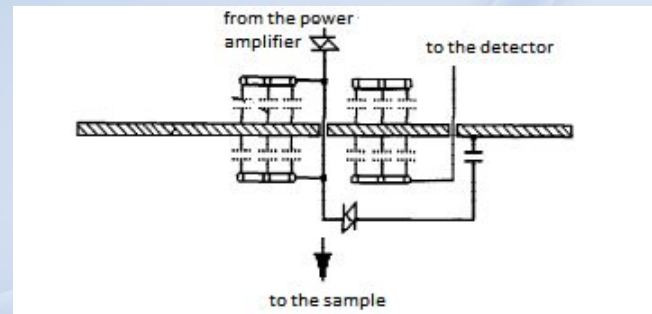 from the power
amplifier
to the detector
to the sample